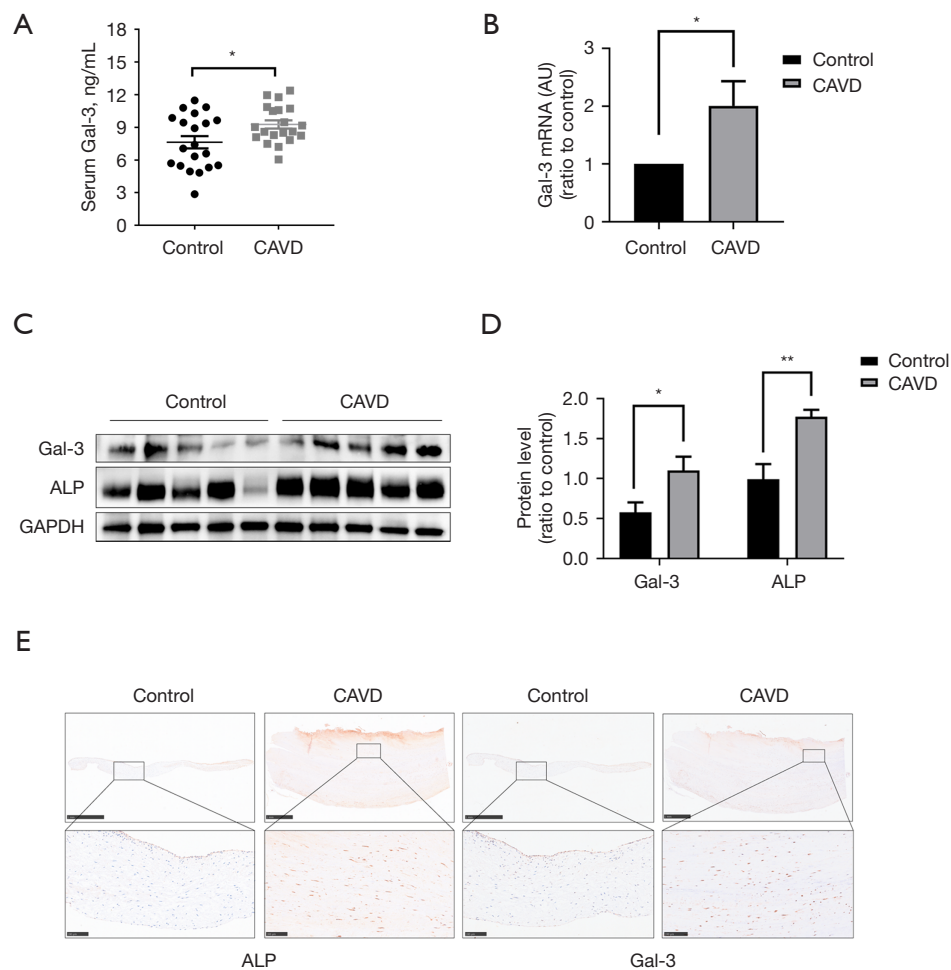 A
Serum Gal-3, ng/mL
18
15
12
9
6
3
0
*
Control
CAVD
B
Gal-3 mRNA (AU)
(ratio to control)
3
2
1
0
*
Control
CAVD
Control
CAVD
C
Control
CAVD
Gal-3
ALP
GAPDH
D
Protein level
(ratio to control)
2.0
1.5
1.0
0.5
0.0
*
**
Gal-3
ALP
Control
CAVD
E
Control
CAVD
Control
CAVD
ALP
Gal-3